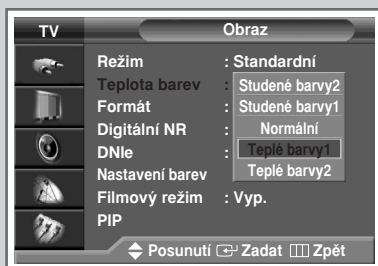 TV Obraz
Režim : Standardní
Teplota barev : Studené barvy2
Formát : Studené barvy1
Digitální NR : Normální
DNIe : Teplé barvy1
Nastavení barev Teplé barvy2
Filmový režim : Vyp.
PIP
Posunutí Zadat Zpět